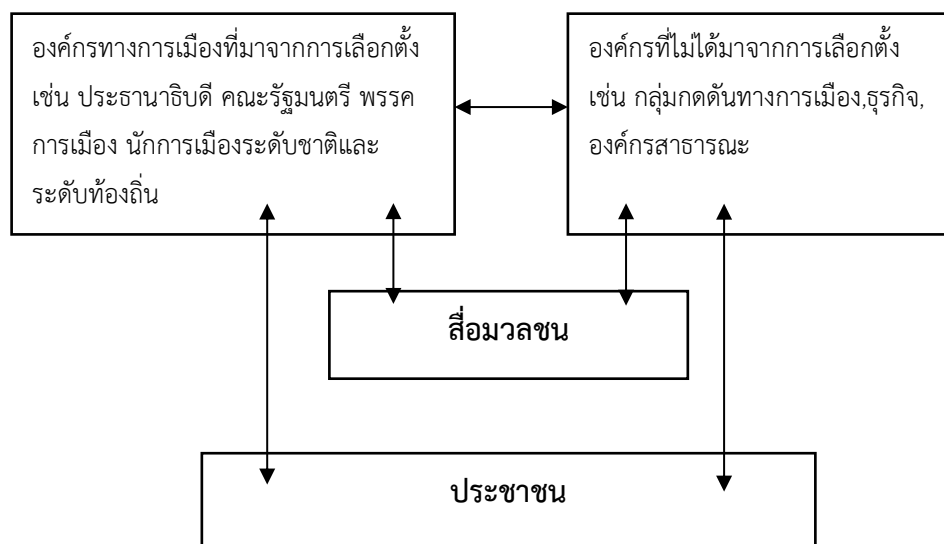 องค์กรทางการเมืองที่มาจากการเลือกตั้ง
เช่น ประธานาธิบดี คณะรัฐมนตรี พรรค
การเมือง นักการเมืองระดับชาติและ
ระดับท้องถิ่น
องค์กรที่ไม่ได้มาจากการเลือกตั้ง
เช่น กลุ่มกดดันทางการเมือง,ธุรกิจ,
องค์กรสาธารณะ
สื่อมวลชน
ประชาชน